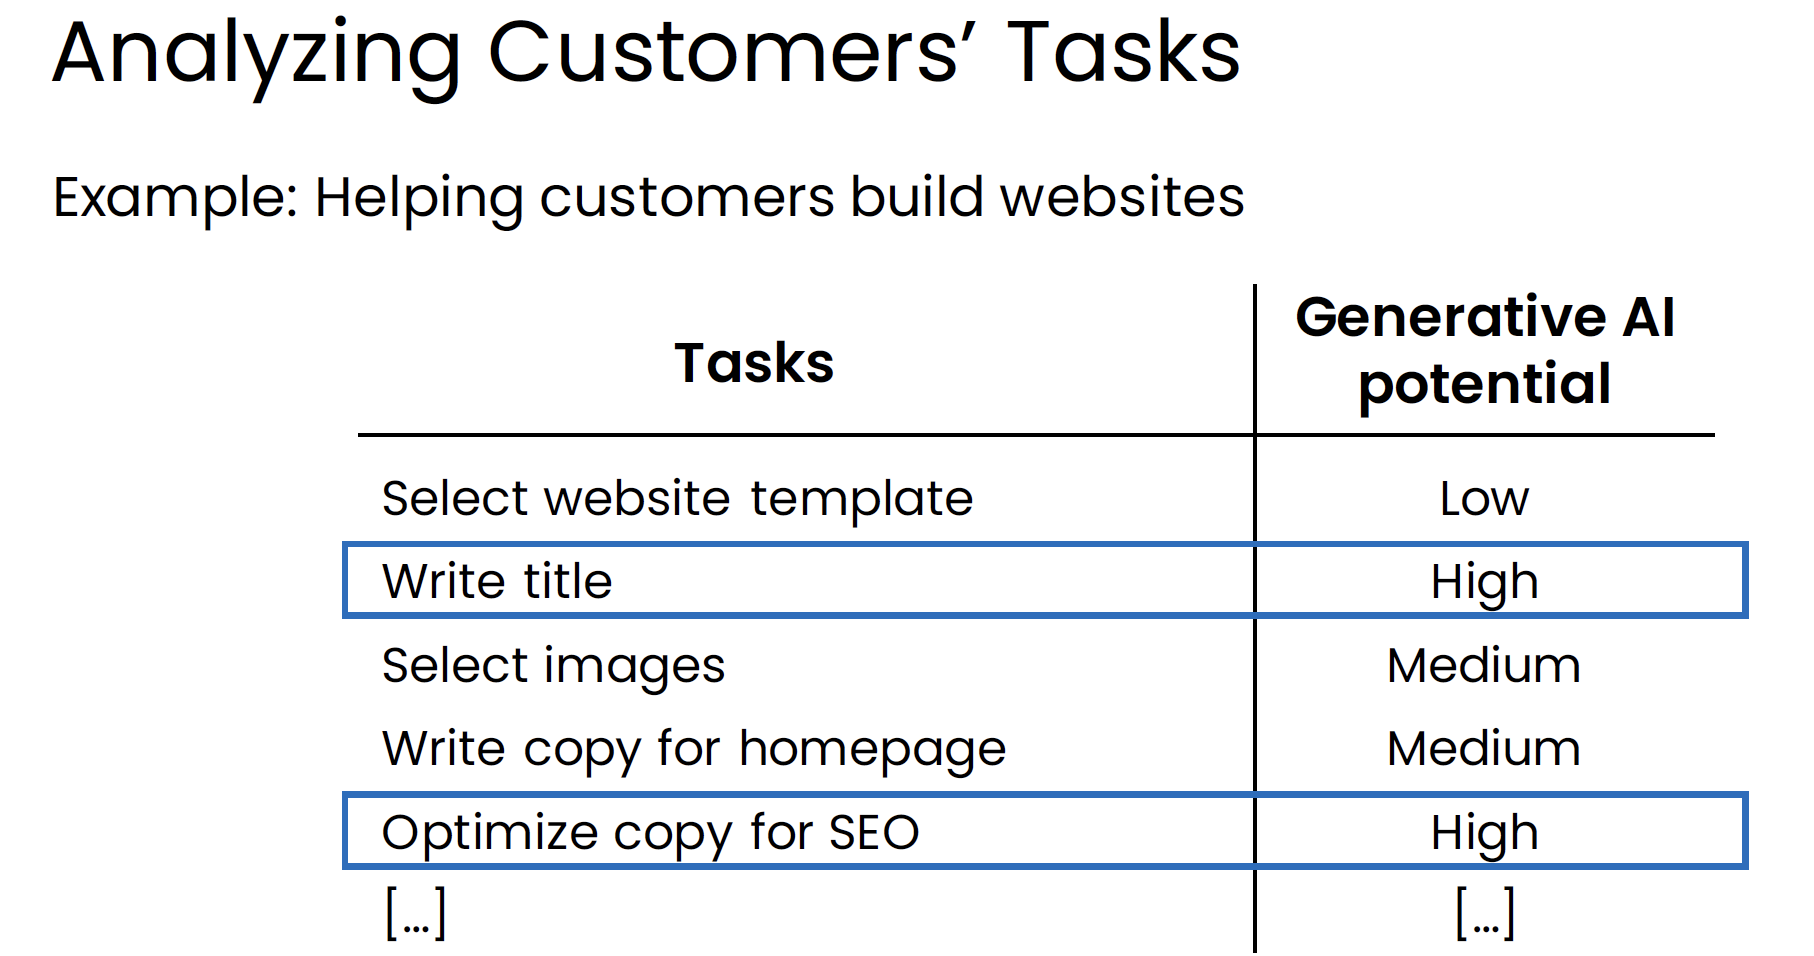 Analyzing Customers’ Tasks
Example: Helping customers build websites
Tasks
Generative AI
potential
Select website template Low
Write title High
Select images Medium
Write copy for homepage Medium
Optimize copy for SEO High
[...] [...]